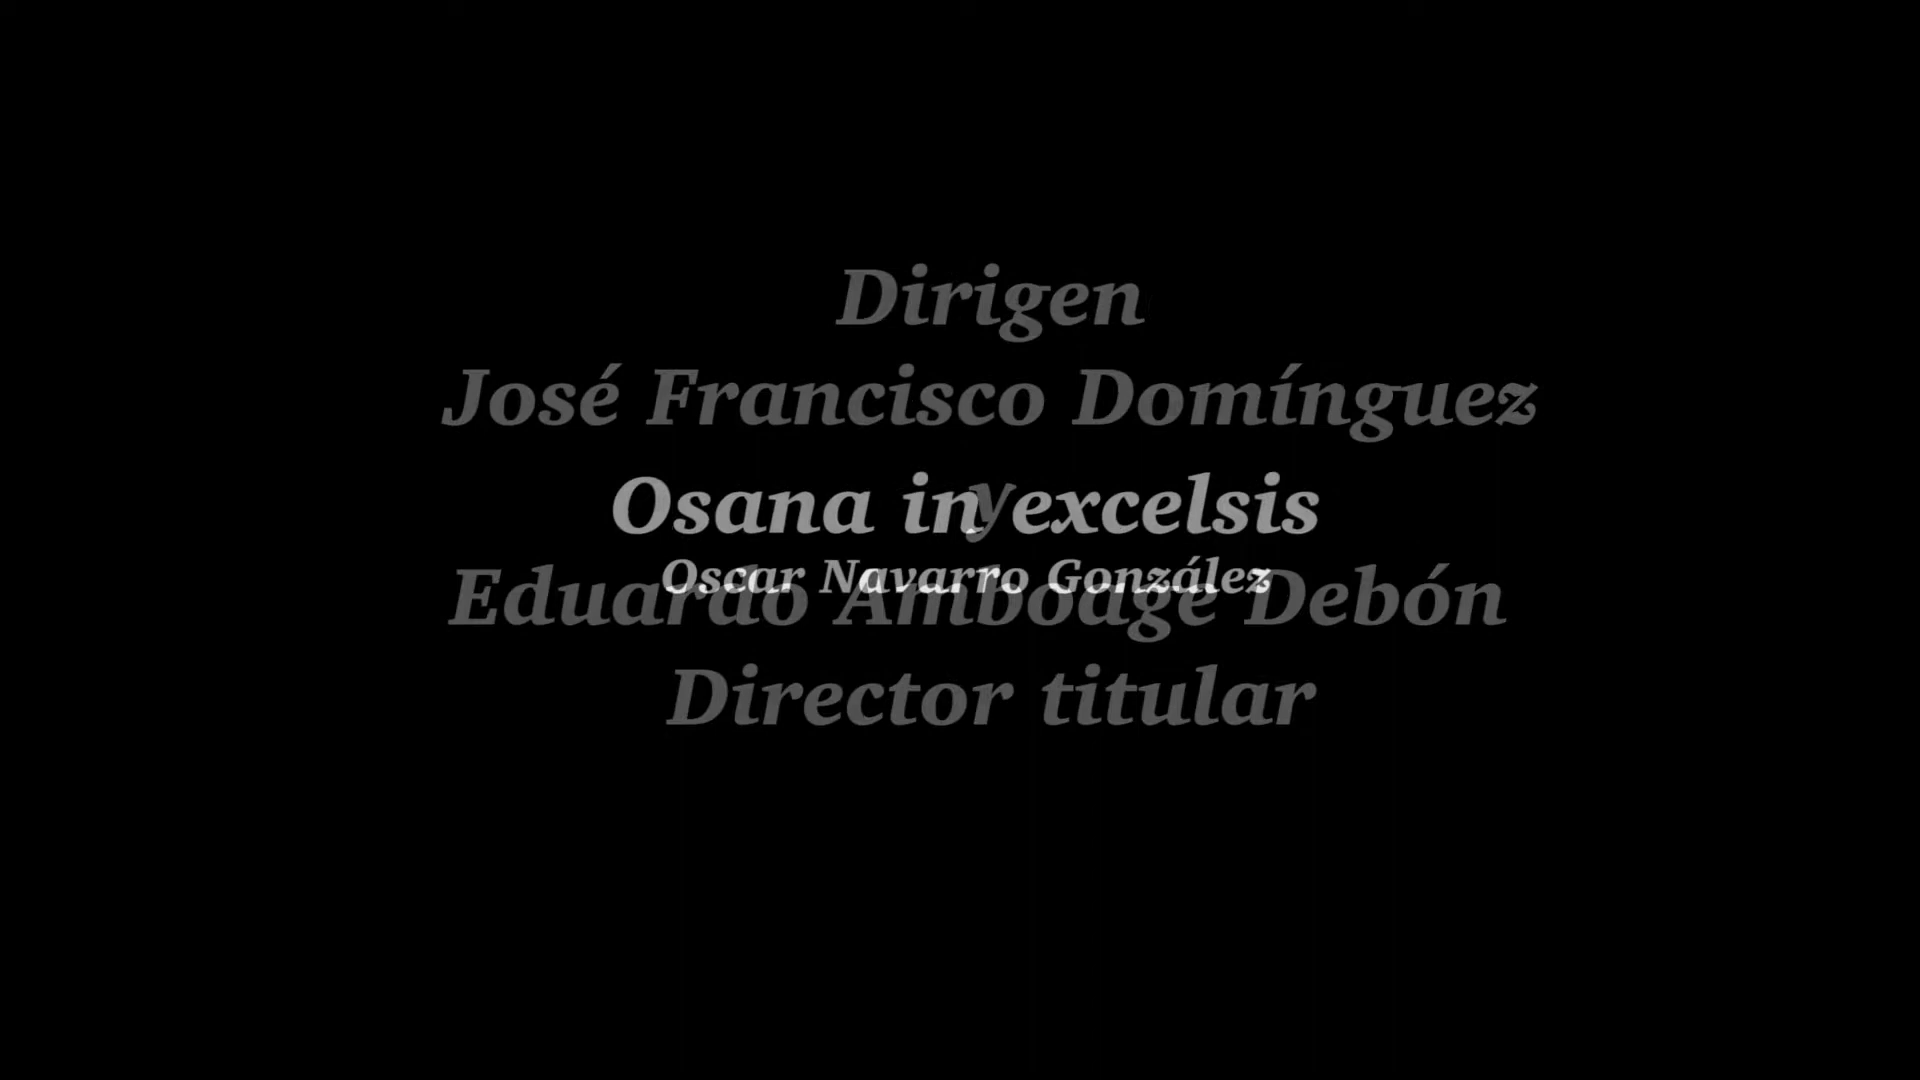 Dirigen
José Francisco Domínguez
y
Osana in excelsis
Oscar Navarro González
Eduardo Amboage Debón
Director titular